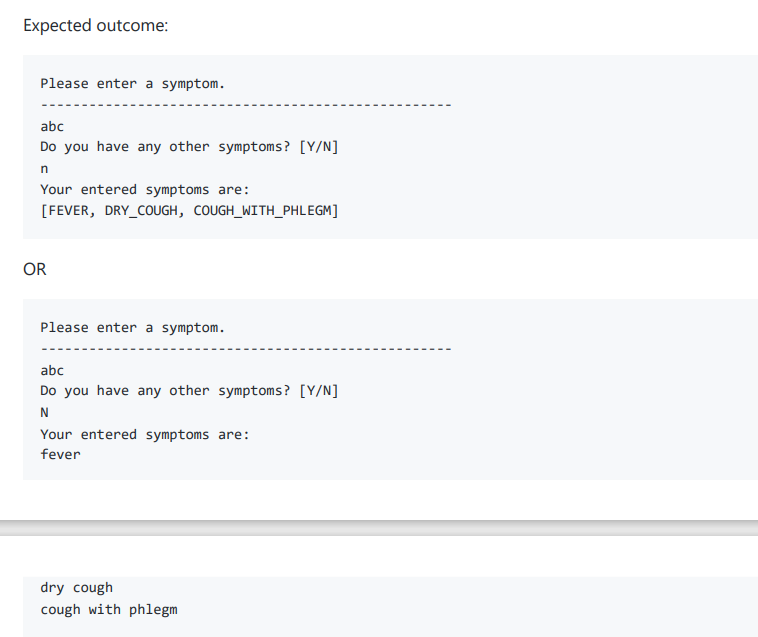 Expected outcome:
Please enter a symptom.
---------------------------------------------------
abc
Do you have any other symptoms? [Y/N]
n
Your entered symptoms are:
[FEVER, DRY_COUGH, COUGH_WITH_PHLEGM]
OR
Please enter a symptom.
---------------------------------------------------
abc
Do you have any other symptoms? [Y/N]
N
Your entered symptoms are:
fever
dry cough
cough with phlegm